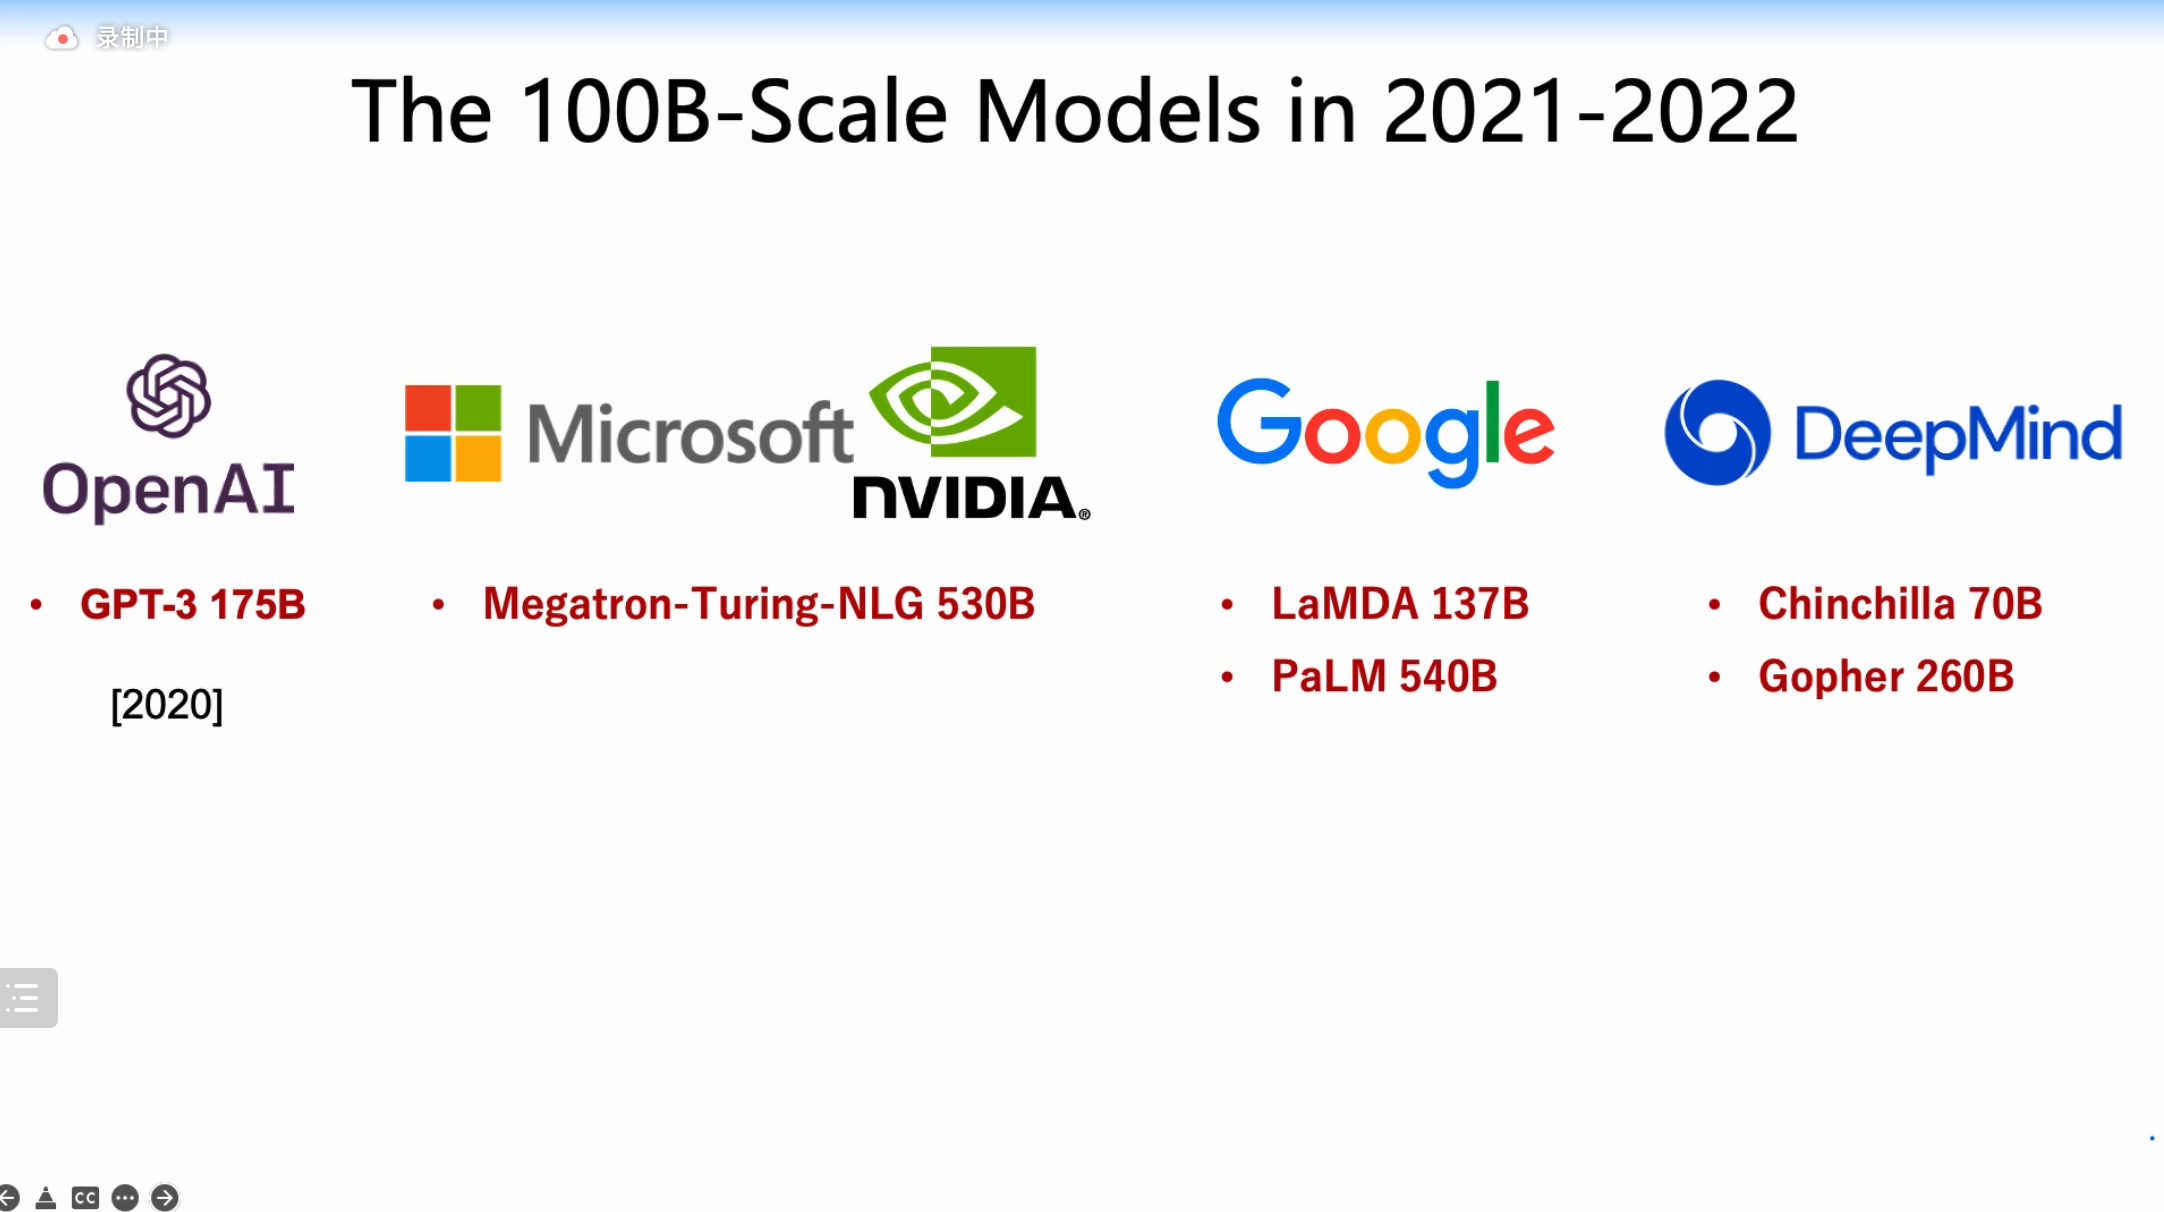 录制中
The 100B-Scale Models in 2021-2022
OpenAI
Microsoft
NVIDIA®
Google
DeepMind
• GPT-3 175B
[2020]
• Megatron-Turing-NLG 530B
• LaMDA 137B
• PaLM 540B
• Chinchilla 70B
• Gopher 260B
CC